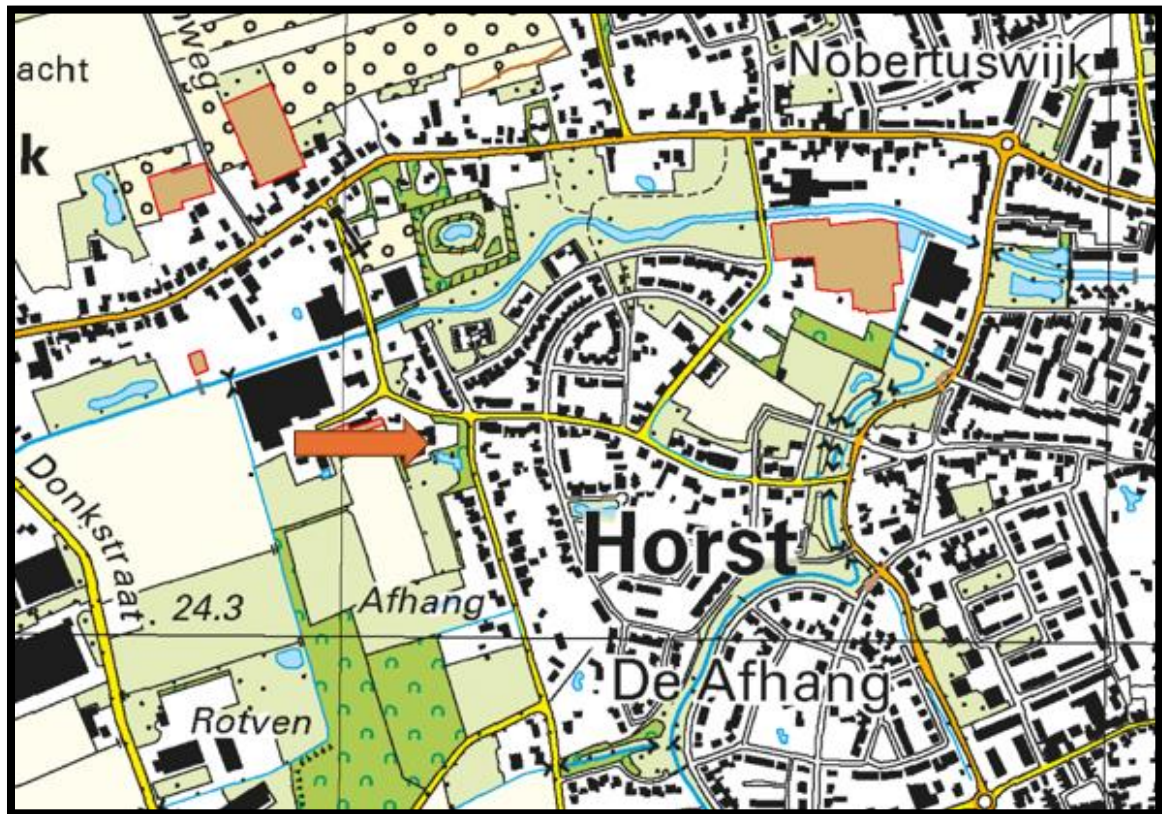 weg
Nobertuswijk
acht
k
Donkstraat
Horst
24.3
Afhang
De Afhang
Rotven